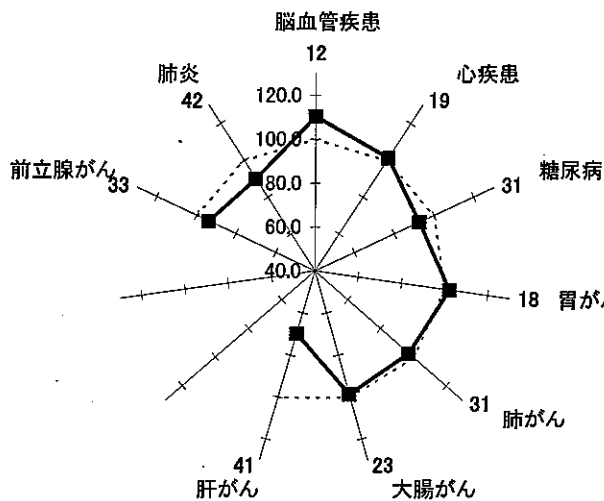 脳血管疾患
12
肺炎
42
心疾患
19
前立腺がん
33
糖尿病
31
120.0
100.0
80.0
60.0
40.0
18
胃がん
31
肺がん
23
大腸がん
41
肝がん